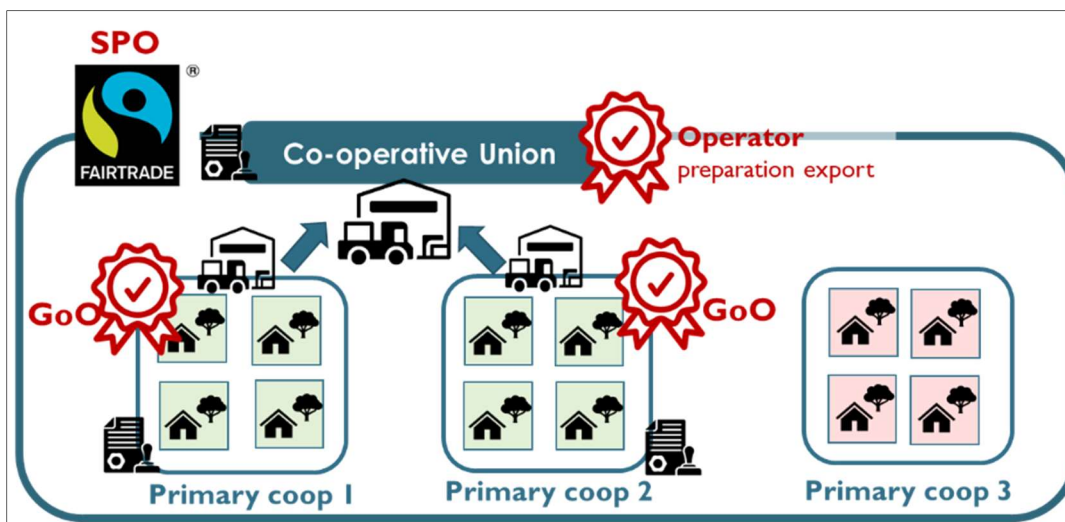 SPO
®
FAIRTRADE
Co-operative Union
Operator
preparation export
GoO
GoO
Primary coop 1
Primary coop 2
Primary coop 3